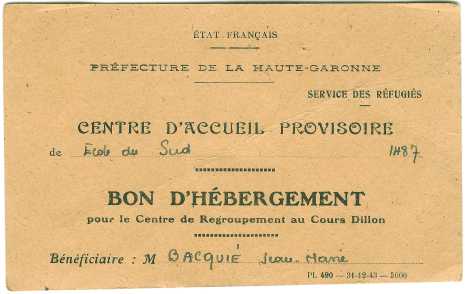 ÉTAT FRANÇAIS
PRÉFECTURE DE LA HAUTE-GARONNE
SERVICE DES RÉFUGIÉS
CENTRE D'ACCUEIL PROVISOIRE
de École du Sud 1487
BON D'HÉBERGEMENT
pour le Centre de Regroupement au Cours Dillon
Bénéficiaire : M BACQUIÉ Jean-Marie
Pl. 490 — 31-12-43 — 5000